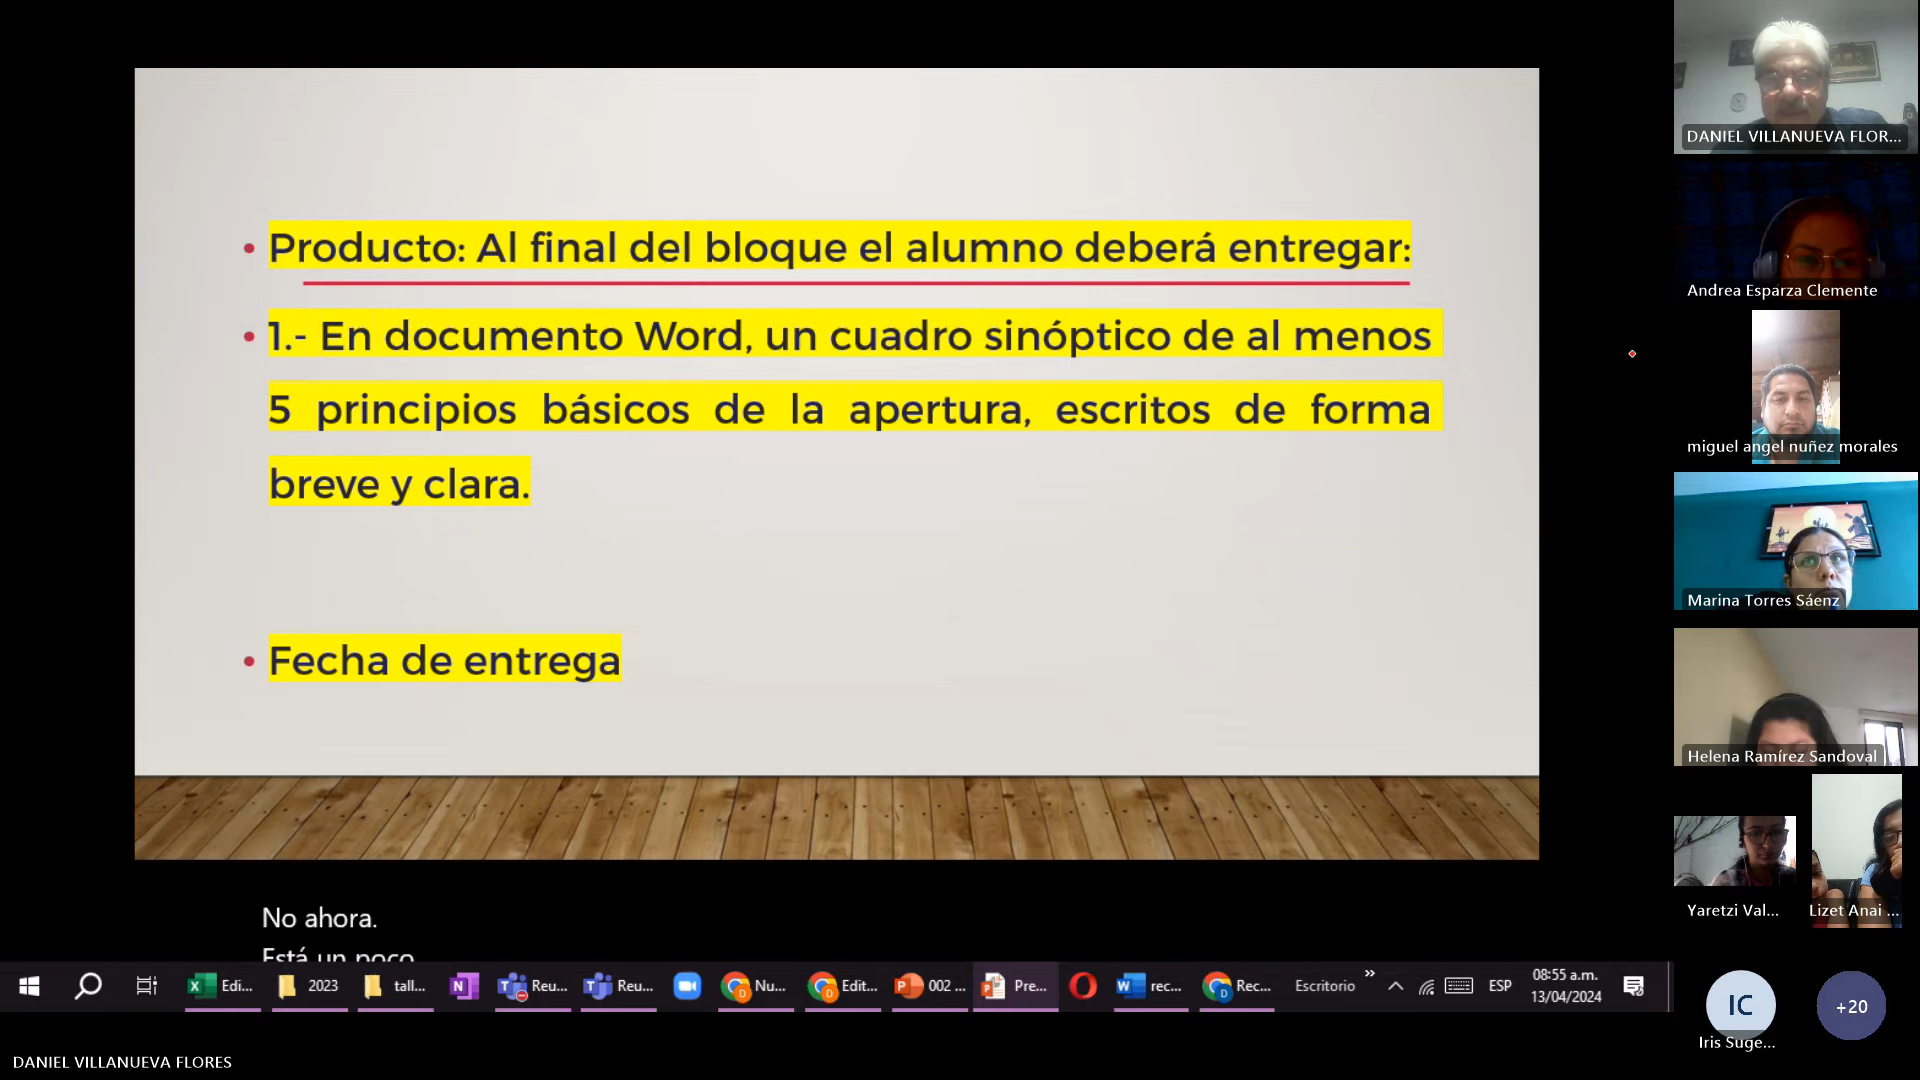 • Producto: Al final del bloque el alumno deberá entregar:
• 1.- En documento Word, un cuadro sinóptico de al menos
5 principios básicos de la apertura, escritos de forma
breve y clara.
• Fecha de entrega
No ahora.
Está un poco
Edi...
2023
tall...
Reu...
Reu...
Nu...
Edit...
002 ...
Pre...
rec...
Rec...
Escritorio
»
ESP
08:55 a.m.
13/04/2024
DANIEL VILLANUEVA FLORES
DANIEL VILLANUEVA FLOR...
Andrea Esparza Clemente
miguel angel nuñez morales
Marina Torres Sáenz
Helena Ramírez Sandoval
Yaretzi Val...
Lizet Anai ...
IC
+20
Iris Suge...